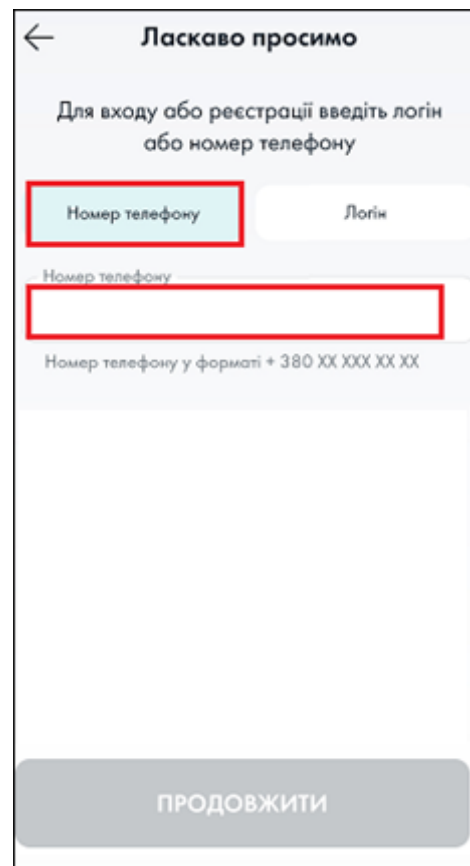 Ласкаво просимо
Для входу або реєстрації введіть логін
або номер телефону
Номер телефону
Логін
Номер телефону
Номер телефону у форматі + 380 XX XXX XX XX
ПРОДОВЖИТИ